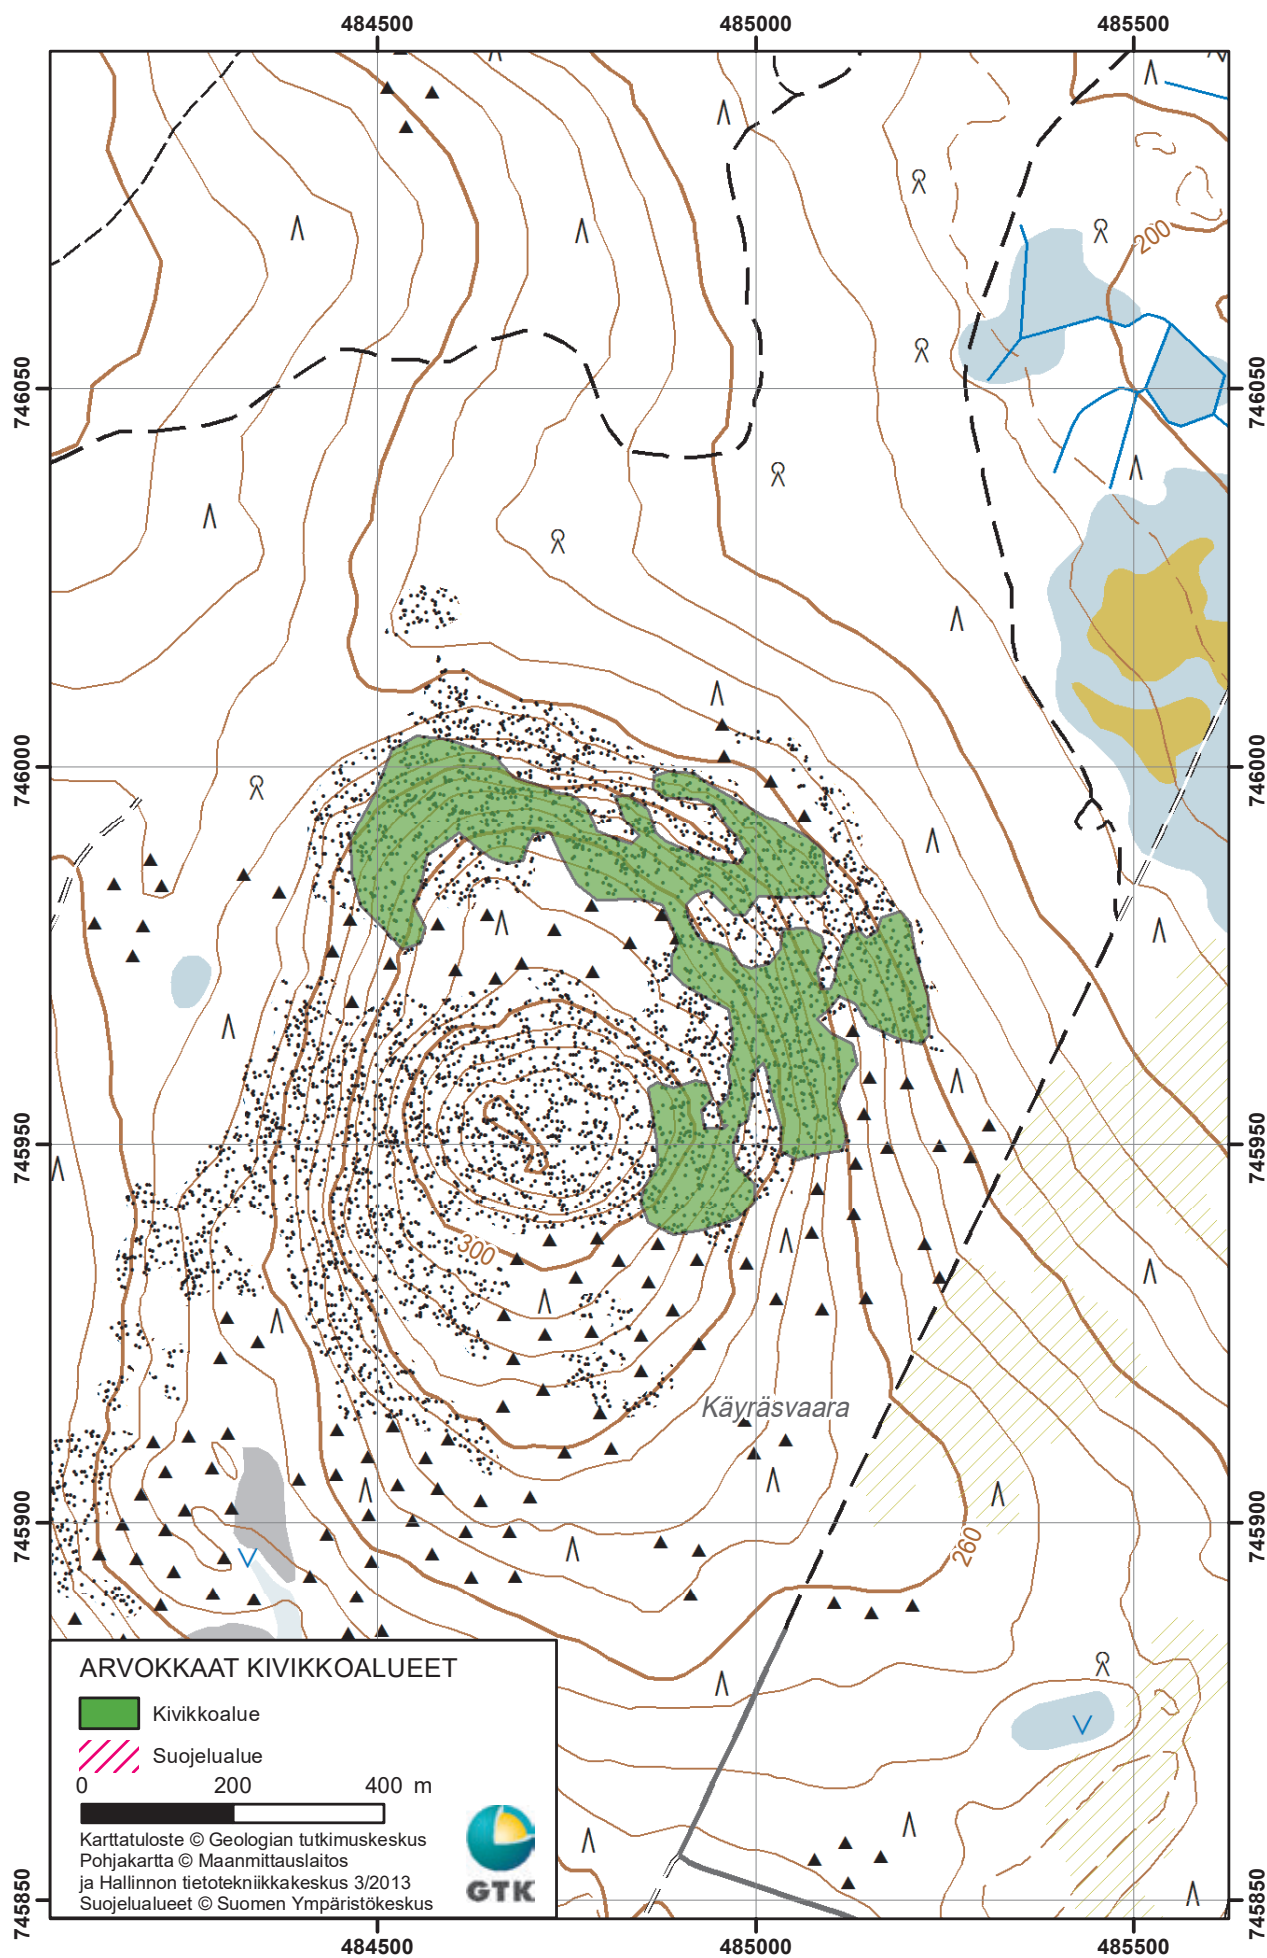 484500 485000 485500
200
746050 746050
746000 746000
745950 745950
300
Käyräsvaara
745900 745900
260
ARVOKKAAT KIVIKKOALUEET
Kivikkoalue
Suojelualue
0 200 400 m
Karttatuloste © Geologian tutkimuskeskus
Pohjakartta © Maanmittauslaitos
ja Hallinnon tietotekniikkakeskus 3/2013
Suojelualueet © Suomen Ympäristökeskus
GTK
745850 745850
484500 485000 485500